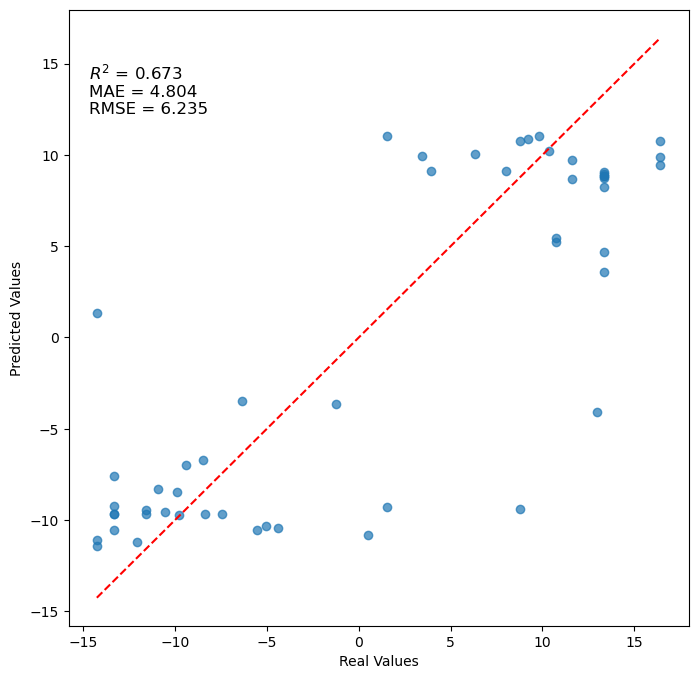 R² = 0.673
MAE = 4.804
RMSE = 6.235
15
10
5
0
−5
−10
−15
Predicted Values
−15 −10 −5 0 5 10 15
Real Values